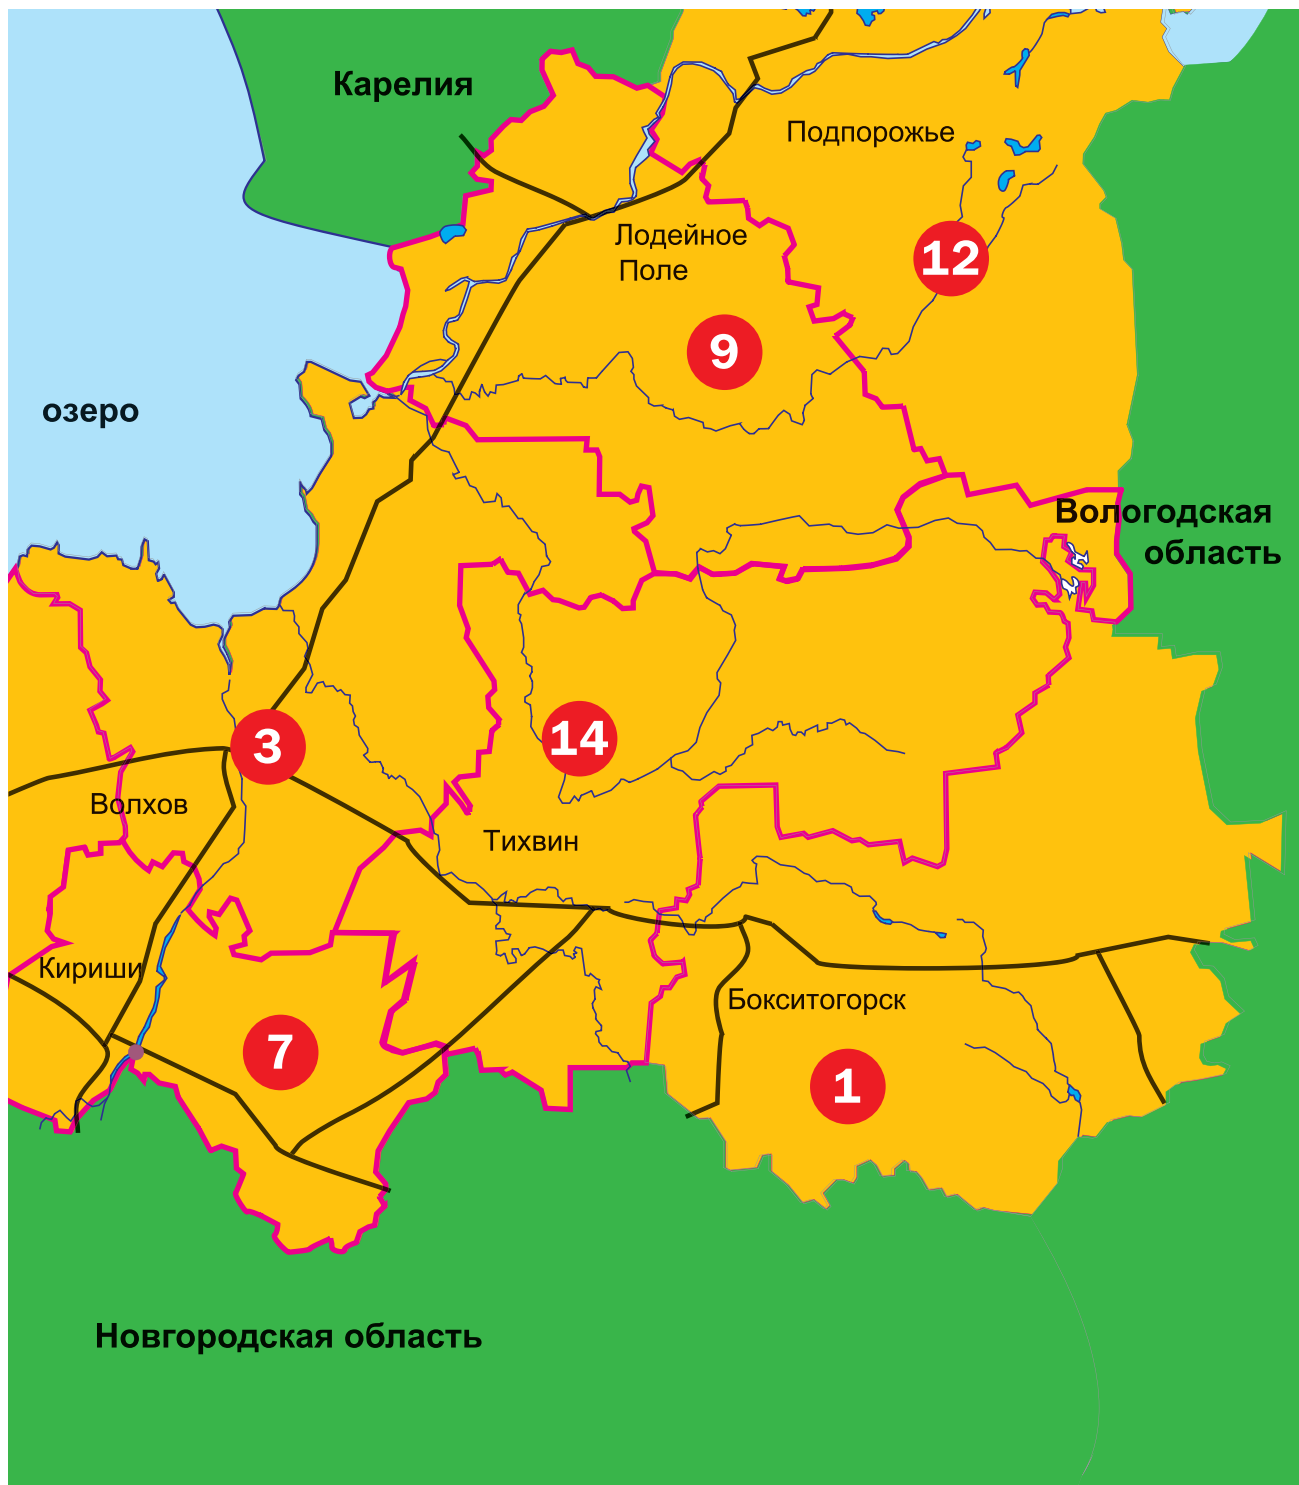 Карелия
Подпорожье
Лодейное
Поле
12
9
озеро
Вологодская
область
14
3
Волхов
Тихвин
Кириши
Бокситогорск
7
1
Новгородская область